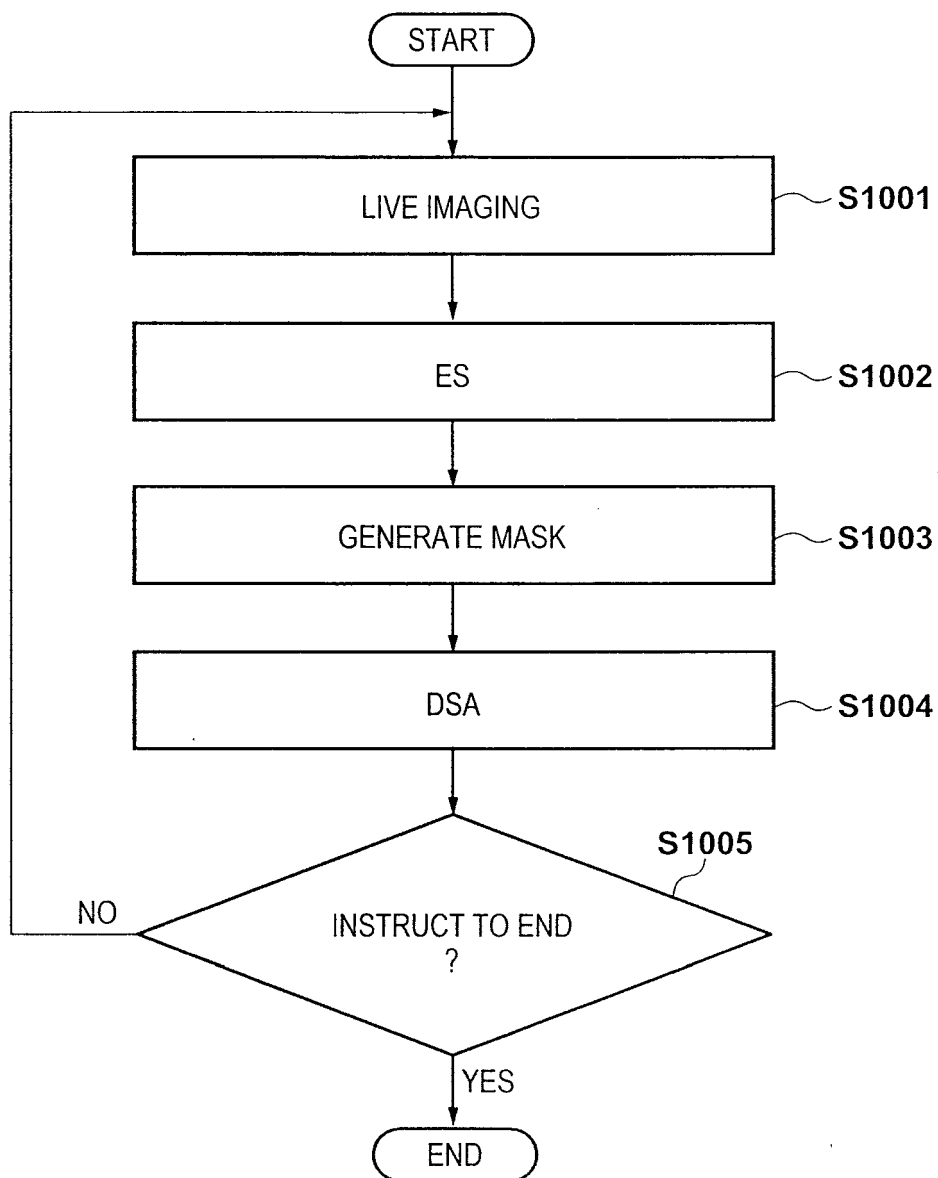 START
LIVE IMAGING
S1001
ES
S1002
GENERATE MASK
S1003
DSA
S1004
S1005
NO
INSTRUCT TO END
?
YES
END